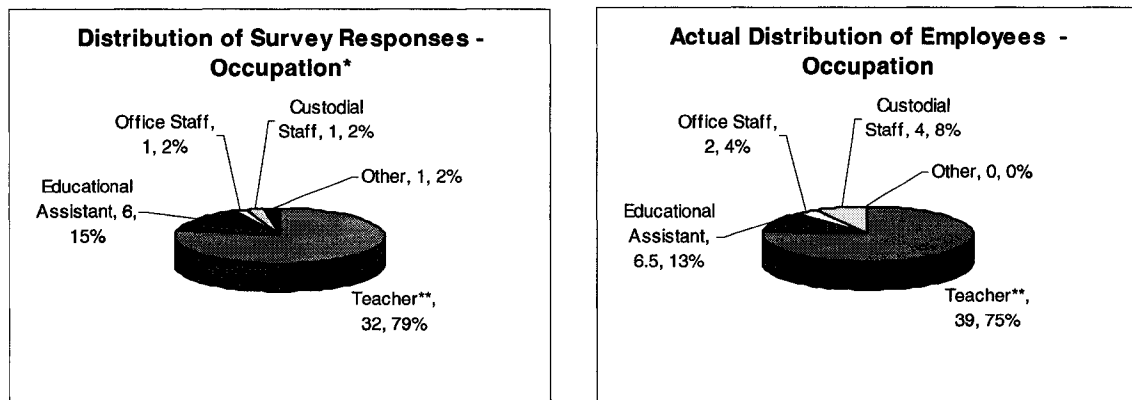 Distribution of Survey Responses -
Occupation*
Office Staff,
1, 2%
Custodial
Staff, 1, 2%
Other, 1, 2%
Educational
Assistant, 6,
15%
Teacher**,
32, 79%
Actual Distribution of Employees -
Occupation
Office Staff,
2, 4%
Custodial
Staff, 4, 8%
Other, 0, 0%
Educational
Assistant,
6.5, 13%
Teacher**,
39, 75%